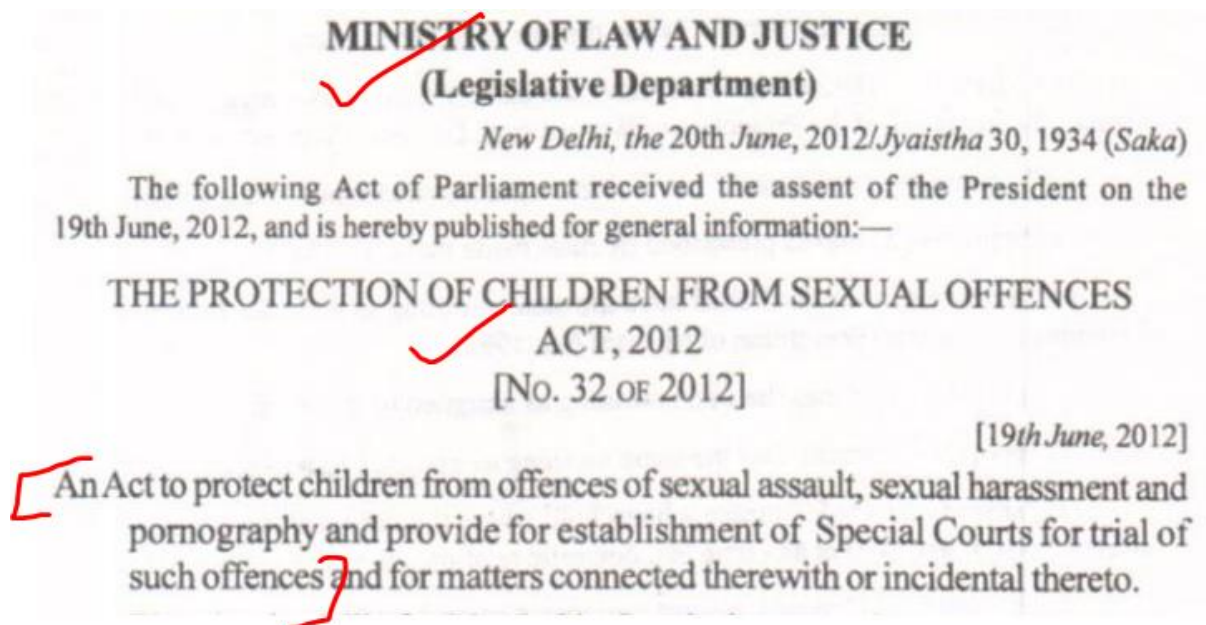 MINISTRY OF LAW AND JUSTICE
(Legislative Department)
New Delhi, the 20th June, 2012/Jyaistha 30, 1934 (Saka)
The following Act of Parliament received the assent of the President on the
19th June, 2012, and is hereby published for general information:—
THE PROTECTION OF CHILDREN FROM SEXUAL OFFENCES
ACT, 2012
[No. 32 OF 2012]
[19th June, 2012]
An Act to protect children from offences of sexual assault, sexual harassment and
pornography and provide for establishment of Special Courts for trial of
such offences and for matters connected therewith or incidental thereto.